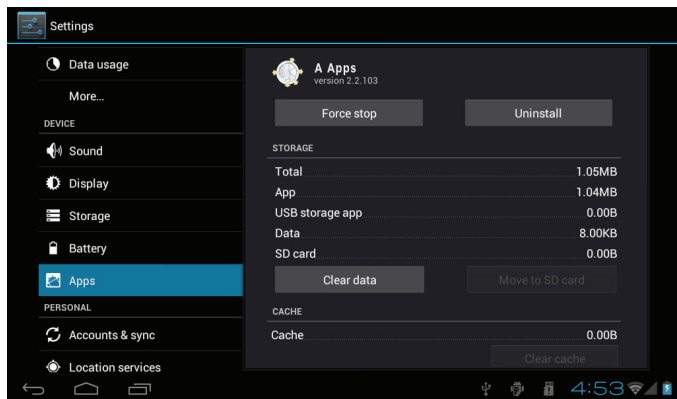 Settings
Data usage
More...
DEVICE
Sound
Display
Storage
Battery
Apps
PERSONAL
Accounts & sync
Location services
A Apps
version 2.2.103
Force stop Uninstall
STORAGE
Total 1.05MB
App 1.04MB
USB storage app 0.00B
Data 8.00KB
SD card 0.00B
Clear data Move to SD card
CACHE
Cache 0.00B
Clear cache
4:53